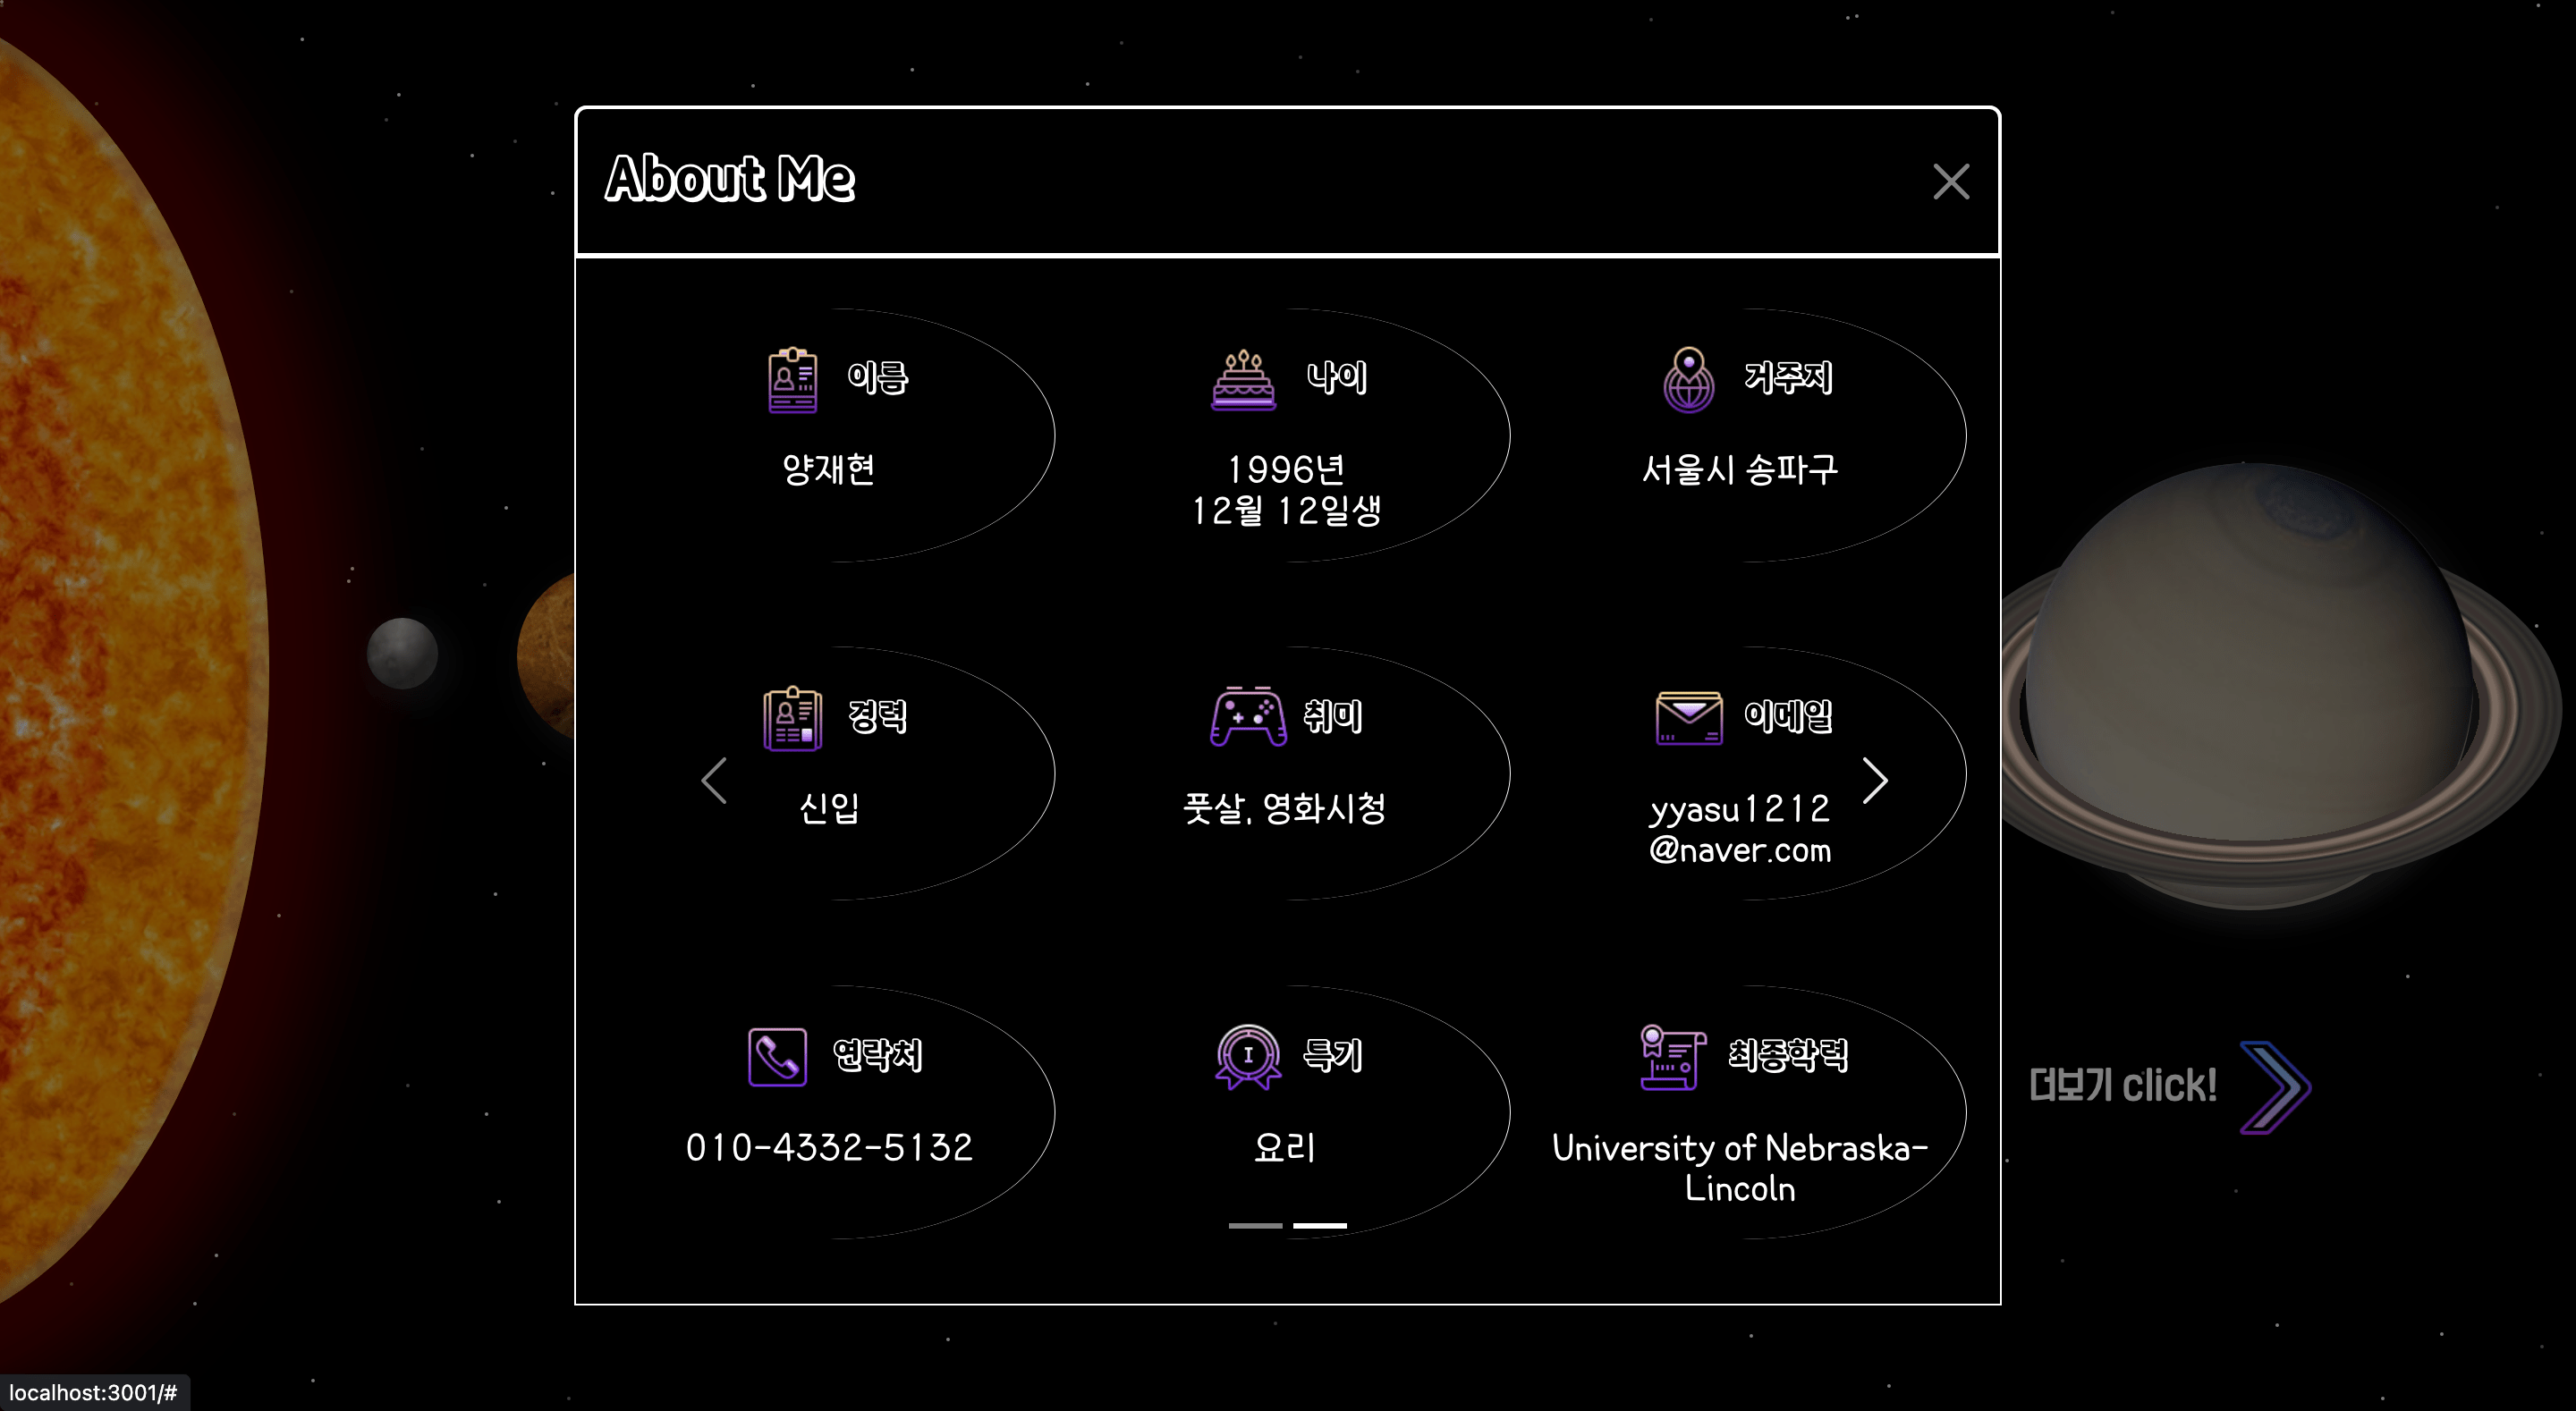 About Me
이름
양재현
나이
1996년
12월 12일생
거주지
서울시 송파구
경력
신입
취미
풋살, 영화시청
이메일
yyasu1212
@naver.com
연락처
010-4332-5132
특기
요리
최종학력
University of Nebraska-
Lincoln
더보기 click!
localhost:3001/#